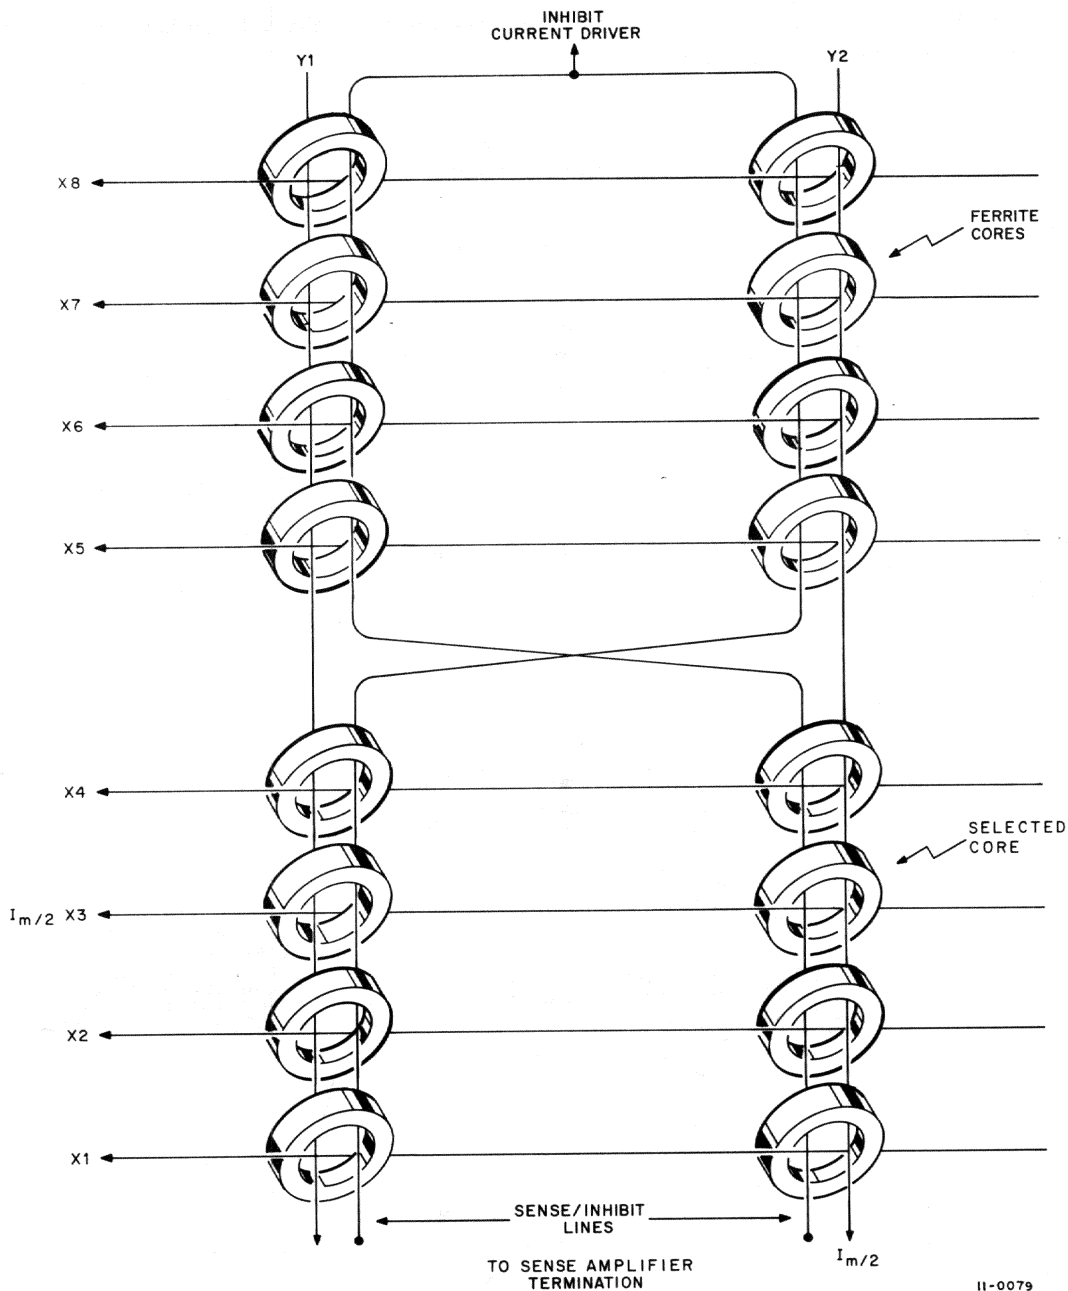 INHIBIT
CURRENT DRIVER
Y1
Y2
X8
FERRITE
CORES
X7
X6
X5
X4
SELECTED
CORE
Im/2 X3
X2
X1
SENSE/INHIBIT
LINES
Im/2
TO SENSE AMPLIFIER
TERMINATION
11-0079